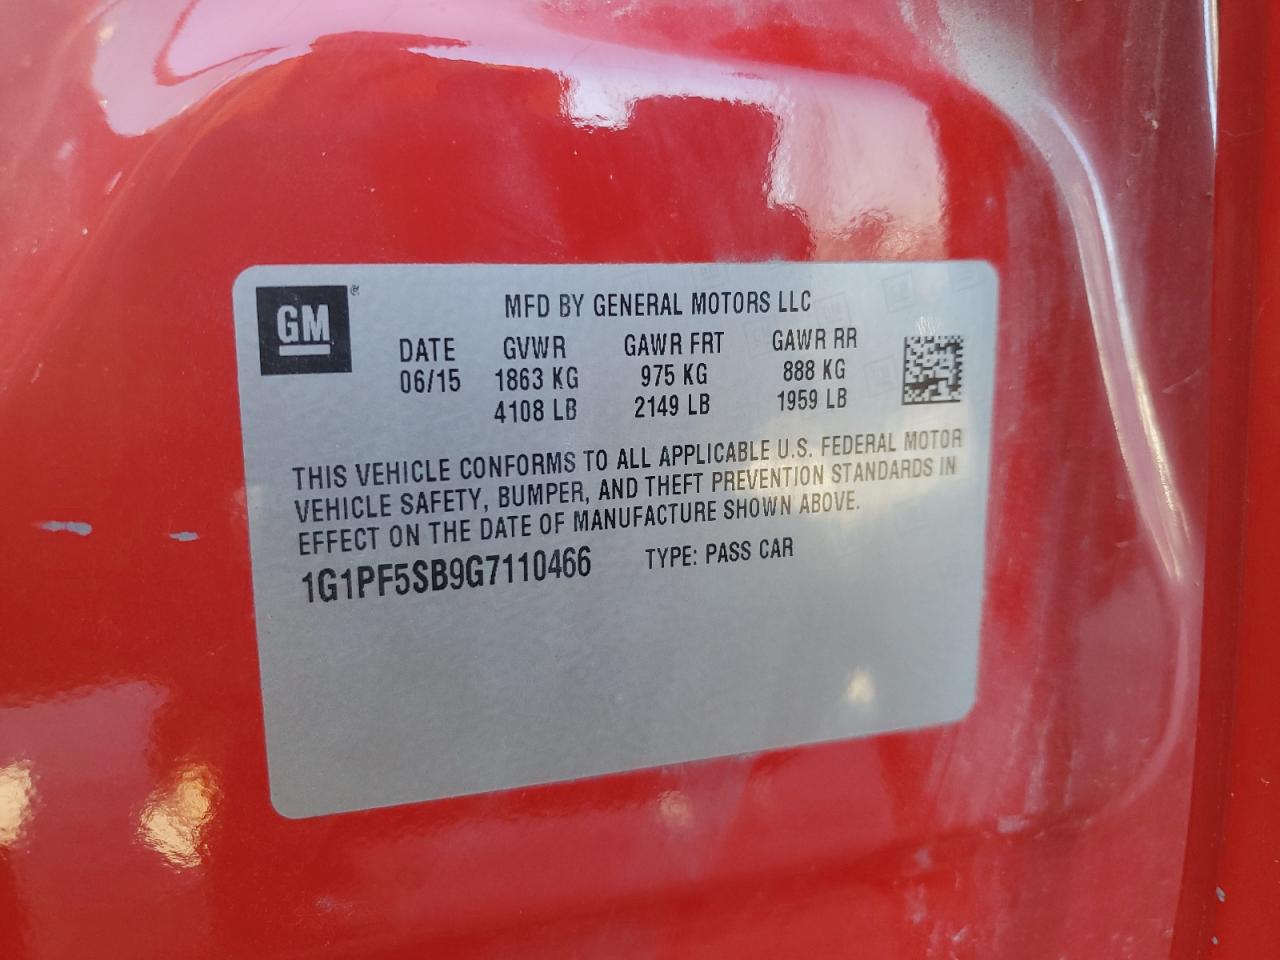 GM
MFD BY GENERAL MOTORS LLC
DATE GVWR GAWR FRT GAWR RR
06/15 1863 KG 975 KG 888 KG
4108 LB 2149 LB 1959 LB
THIS VEHICLE CONFORMS TO ALL APPLICABLE U.S. FEDERAL MOTOR
VEHICLE SAFETY, BUMPER, AND THEFT PREVENTION STANDARDS IN
EFFECT ON THE DATE OF MANUFACTURE SHOWN ABOVE.
1G1PF5SB9G7110466 TYPE: PASS CAR